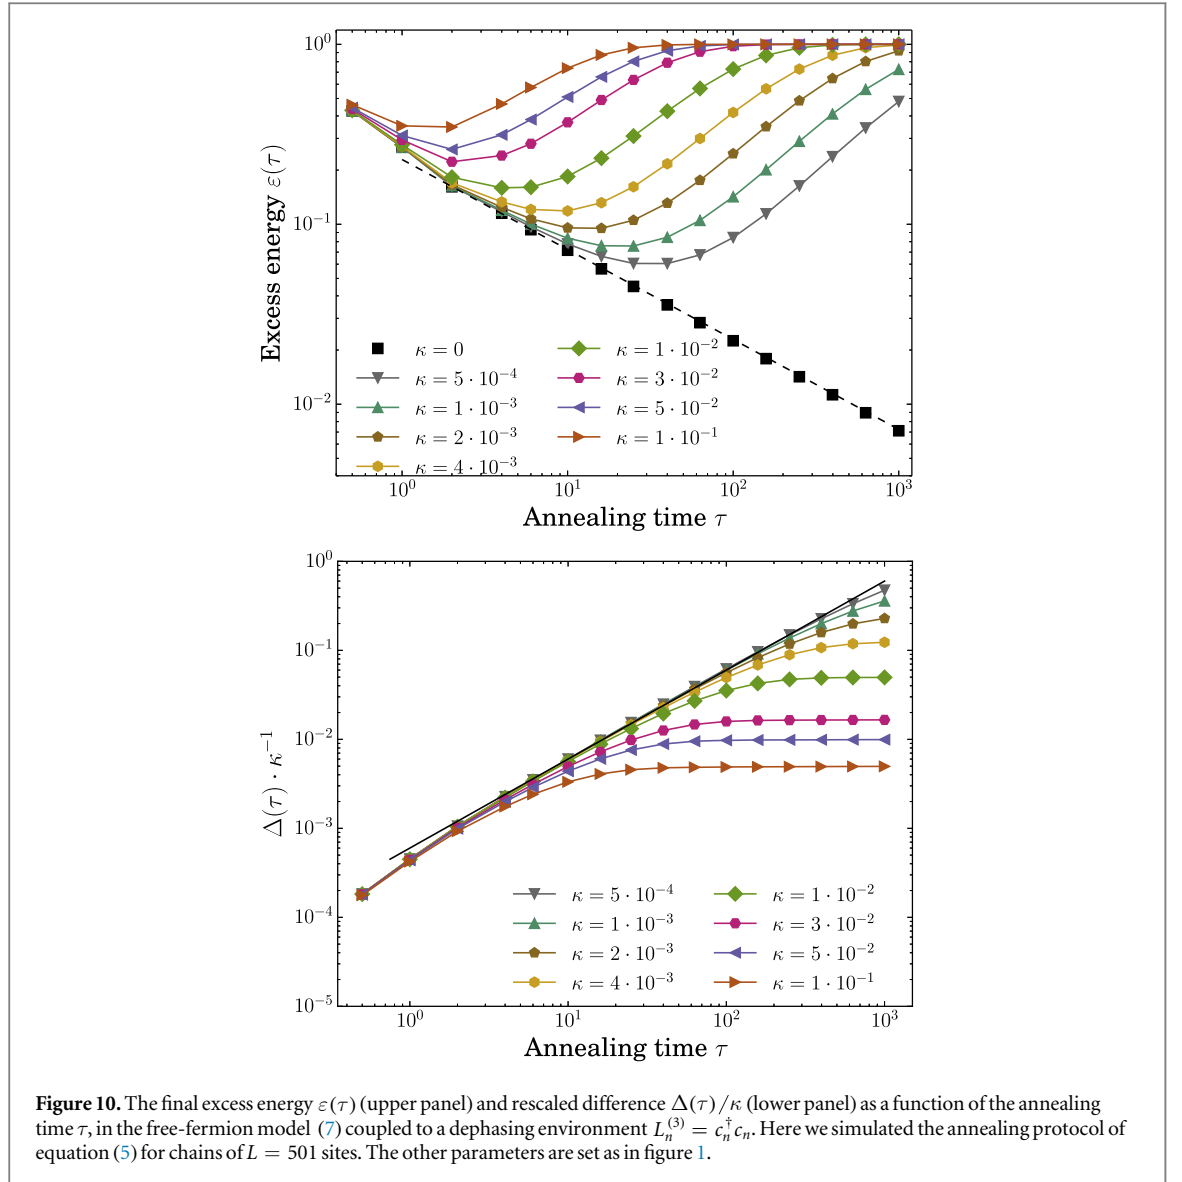 10^0
10^{-1}
10^{-2}
Excess energy ε(τ)
κ = 0
κ = 5 · 10^{-4}
κ = 1 · 10^{-3}
κ = 2 · 10^{-3}
κ = 4 · 10^{-3}
κ = 1 · 10^{-2}
κ = 3 · 10^{-2}
κ = 5 · 10^{-2}
κ = 1 · 10^{-1}
10^0 10^1 10^2 10^3
Annealing time τ
10^0
10^{-1}
10^{-2}
10^{-3}
10^{-4}
10^{-5}
Δ(τ) · κ^{-1}
κ = 5 · 10^{-4}
κ = 1 · 10^{-3}
κ = 2 · 10^{-3}
κ = 4 · 10^{-3}
κ = 1 · 10^{-2}
κ = 3 · 10^{-2}
κ = 5 · 10^{-2}
κ = 1 · 10^{-1}
10^0 10^1 10^2 10^3
Annealing time τ
Figure 10. The final excess energy ε(τ) (upper panel) and rescaled difference Δ(τ)/κ (lower panel) as a function of the annealing
time τ, in the free-fermion model (7) coupled to a dephasing environment L_n^{(3)} = c_n^† c_n. Here we simulated the annealing protocol of
equation (5) for chains of L = 501 sites. The other parameters are set as in figure 1.